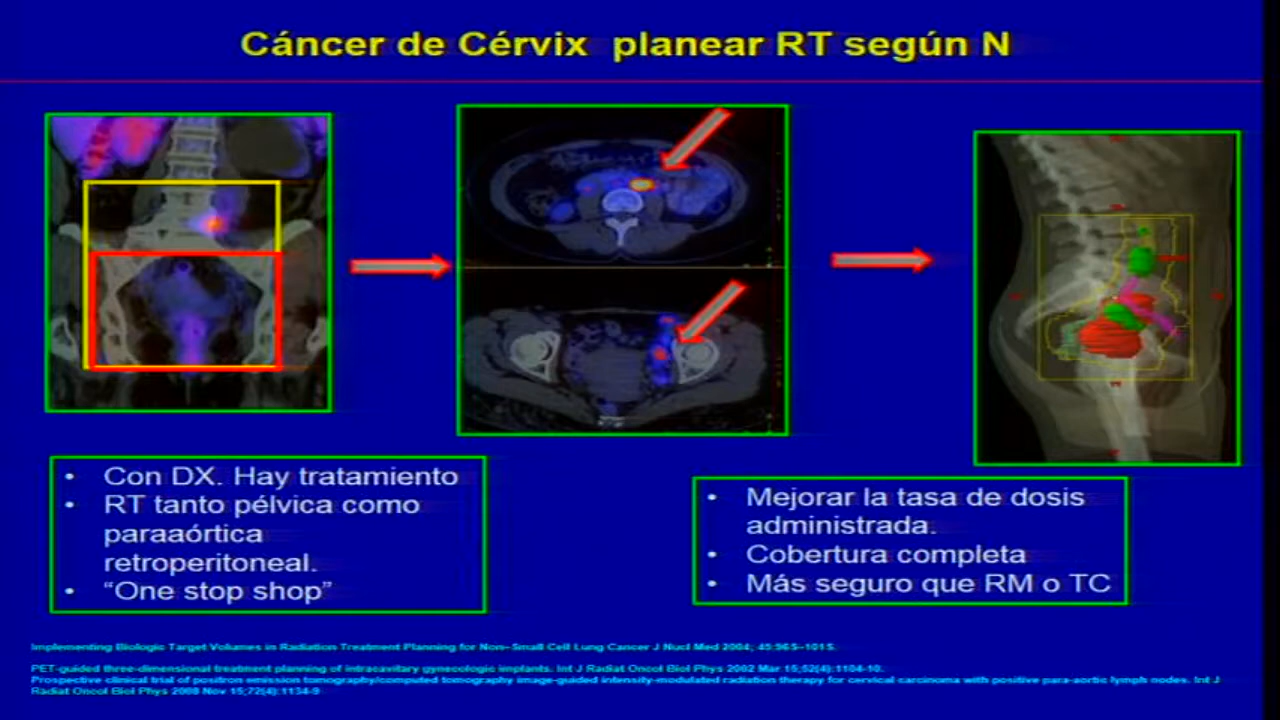 Cáncer de Cérvix planear RT según N
• Con DX. Hay tratamiento
• RT tanto pélvica como
paraaórtica
retroperitoneal.
• “One stop shop”
• Mejorar la tasa de dosis
administrada.
• Cobertura completa
• Más seguro que RM o TC
Implementing Biologic Target Volumes in Radiation Treatment Planning for Non–Small Cell Lung Cancer J Nucl Med 2004; 45:96S–101S.
PET-guided three-dimensional treatment planning of intracavitary gynecologic implants. Int J Radiat Oncol Biol Phys 2002 Mar 15;52(4):1104-10.
Prospective clinical trial of positron emission tomography/computed tomography image-guided intensity-modulated radiation therapy for cervical carcinoma with positive para-aortic lymph nodes. Int J
Radiat Oncol Biol Phys 2008 Nov 15;72(4):1134-9